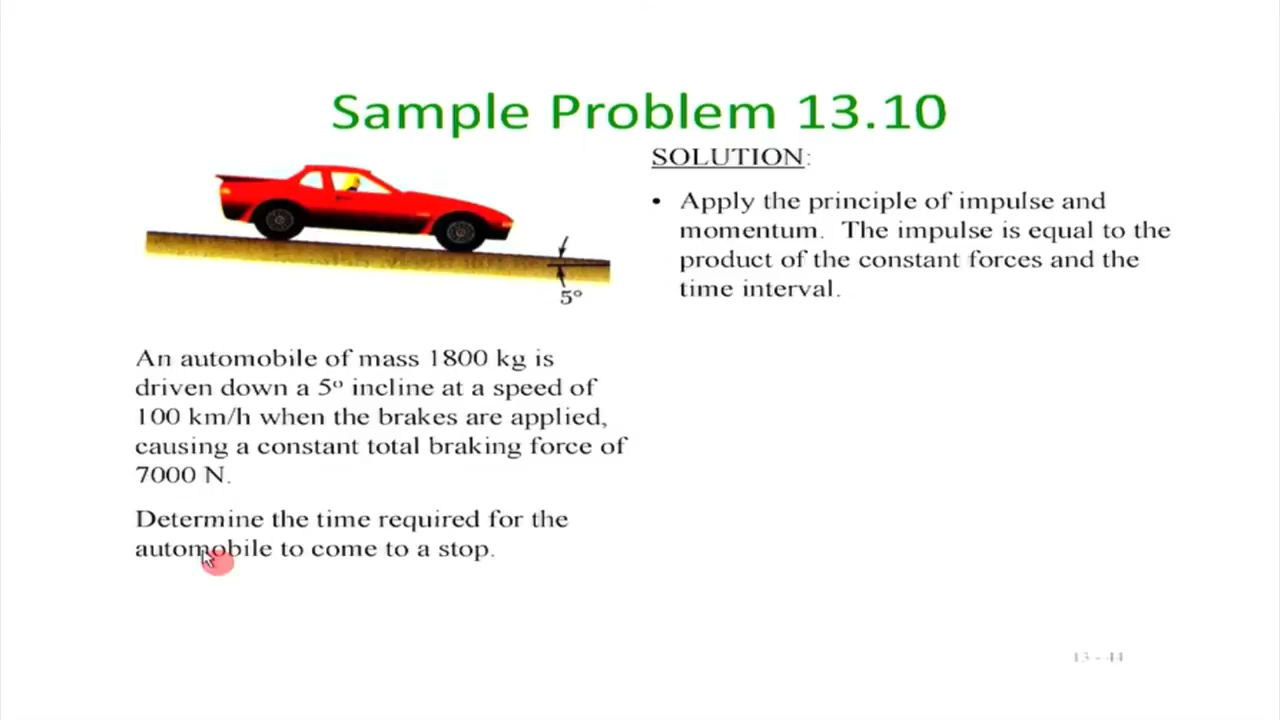 Sample Problem 13.10
SOLUTION:
• Apply the principle of impulse and
momentum. The impulse is equal to the
product of the constant forces and the
time interval.
5°
An automobile of mass 1800 kg is
driven down a 5° incline at a speed of
100 km/h when the brakes are applied,
causing a constant total braking force of
7000 N.
Determine the time required for the
automobile to come to a stop.
13 - 44